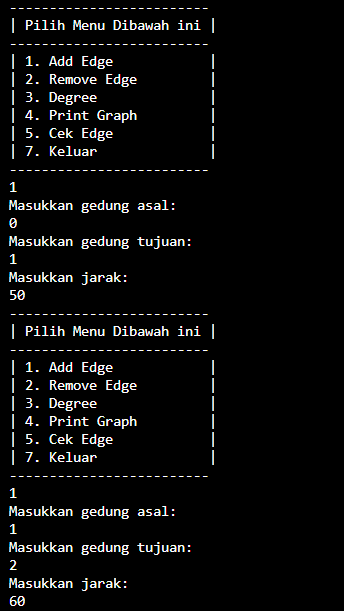 -------------------------
| Pilih Menu Dibawah ini |
-------------------------
| 1. Add Edge            |
| 2. Remove Edge         |
| 3. Degree              |
| 4. Print Graph         |
| 5. Cek Edge            |
| 7. Keluar              |
-------------------------
1
Masukkan gedung asal:
0
Masukkan gedung tujuan:
1
Masukkan jarak:
50
-------------------------
| Pilih Menu Dibawah ini |
-------------------------
| 1. Add Edge            |
| 2. Remove Edge         |
| 3. Degree              |
| 4. Print Graph         |
| 5. Cek Edge            |
| 7. Keluar              |
-------------------------
1
Masukkan gedung asal:
1
Masukkan gedung tujuan:
2
Masukkan jarak:
60